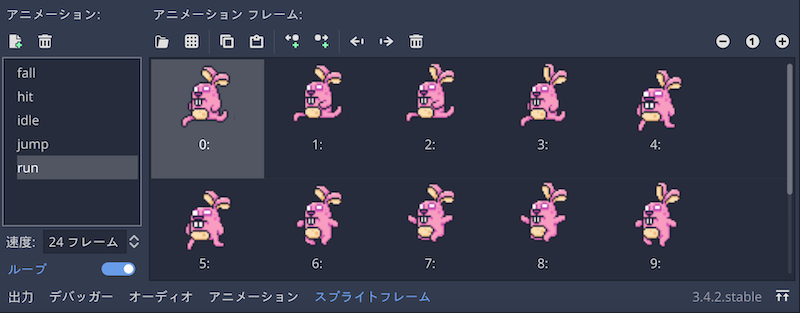 アニメーション:
アニメーション フレーム:
fall
hit
idle
jump
run
0:
1:
2:
3:
4:
5:
6:
7:
8:
9:
速度: 24 フレーム
ループ
出力 デバッガー オーディオ アニメーション スプライトフレーム 3.4.2.stable